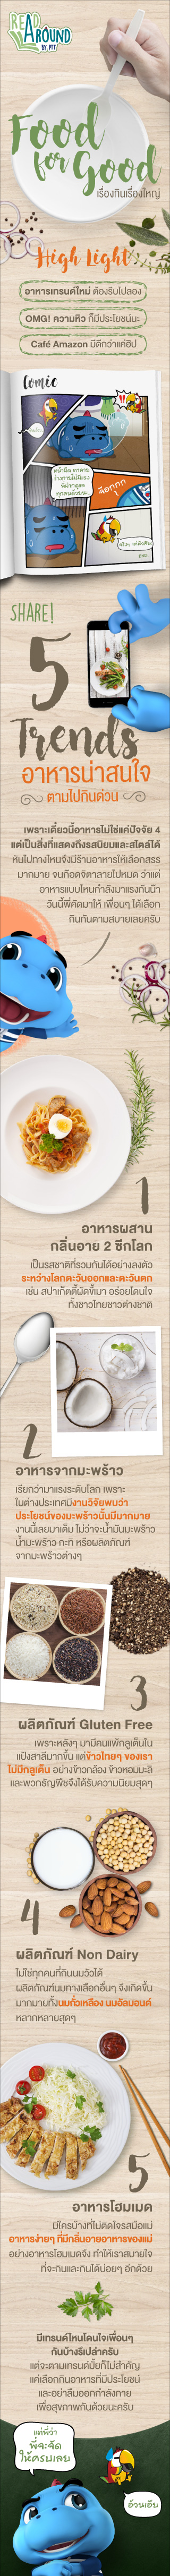 READ
AROUND
BY PTT
Food
for Good
เรื่องกินเรื่องใหญ่
High Light
อาหารเทรนด์ใหม่ ต้องรีบไปลอง
OMG! ความหิว ก็มีประโยชน์นะ
Café Amazon มีดีกว่าแค่ฮิป
Comic
SHARE!
5
Trends
อาหารน่าสนใจ
ตามไปกินด่วน
เพราะเดี๋ยวนี้อาหารไม่ใช่แค่ปัจจัย 4
แต่เป็นสิ่งที่แสดงถึงรสนิยมและสไตล์ได้
หันไปทางไหนจึงมีร้านอาหารให้เลือกสรร
มากมาย จนก๊อดจิตาลายไปหมด ว่าแต่
อาหารแบบไหนกำลังมาแรงกันน้า
วันนี้พี่คัดมาให้ เพื่อนๆ ได้เลือก
กินกันตามสบายเลยครับ
1
อาหารผสาน
กลิ่นอาย 2 ซีกโลก
เป็นรสชาติที่รวมกันได้อย่างลงตัว
ระหว่างโลกตะวันออกและตะวันตก
เช่น สปาเก็ตตี้ผัดขี้เมา อร่อยโดนใจ
ทั้งชาวไทยชาวต่างชาติ
2
อาหารจากมะพร้าว
เรียกว่ามาแรงระดับโลก เพราะ
ในต่างประเทศมีงานวิจัยพบว่า
ประโยชน์ของมะพร้าวนั้นมีมากมาย
งานนี้เลยมาเต็ม ไม่ว่าจะน้ำมันมะพร้าว
น้ำมะพร้าว กะทิ หรือผลิตภัณฑ์
จากมะพร้าวต่างๆ
3
ผลิตภัณฑ์ Gluten Free
เพราะหลังๆ มามีคนแพ้กลูเต็นใน
แป้งสาลีมากขึ้น แต่ข้าวไทยๆ ของเรา
ไม่มีกลูเต็น อย่างข้าวกล้อง ข้าวหอมมะลิ
และพวกธัญพืชจึงได้รับความนิยมสุดๆ
4
ผลิตภัณฑ์ Non Dairy
ไม่ใช่ทุกคนที่กินนมวัวได้
ผลิตภัณฑ์นมทางเลือกอื่นๆ จึงเกิดขึ้น
มากมายทั้งนมถั่วเหลือง นมอัลมอนด์
หลากหลายสุดๆ
5
อาหารโฮมเมด
มีใครบ้างที่ไม่ติดใจรสมือแม่
อาหารง่ายๆ ที่มีกลิ่นอายอาหารของแม่
อย่างอาหารโฮมเมดจึง ทำให้เราสบายใจ
ที่จะกินและกินได้บ่อยๆ อีกด้วย
มีเทรนด์ไหนโดนใจเพื่อนๆ
กันบ้างรึเปล่าครับ
แต่จะตามเทรนด์มั้ยก็ไม่สำคัญ
แค่เลือกกินอาหารที่มีประโยชน์
และอย่าลืมออกกำลังกาย
เพื่อสุขภาพกันด้วยนะครับ
แต่พี่ว่า
พี่จะจัด
ให้ครบเลย
อ้วนเอ๊บ